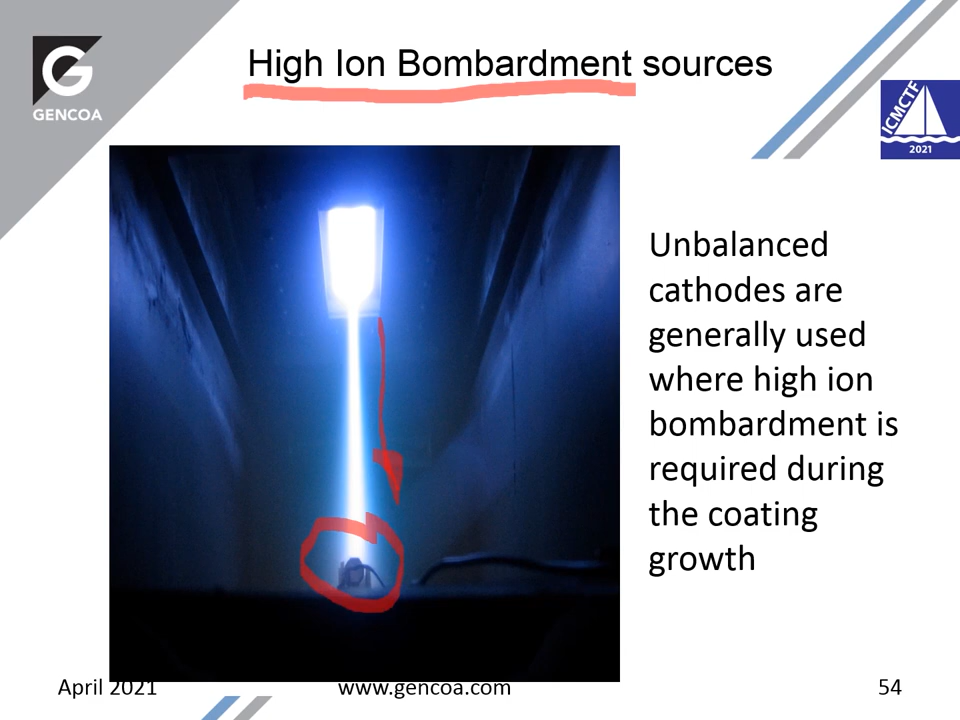 High Ion Bombardment sources
GENCOA
ICMCTF
2021
Unbalanced
cathodes are
generally used
where high ion
bombardment is
required during
the coating
growth
April 2021
www.gencoa.com
54